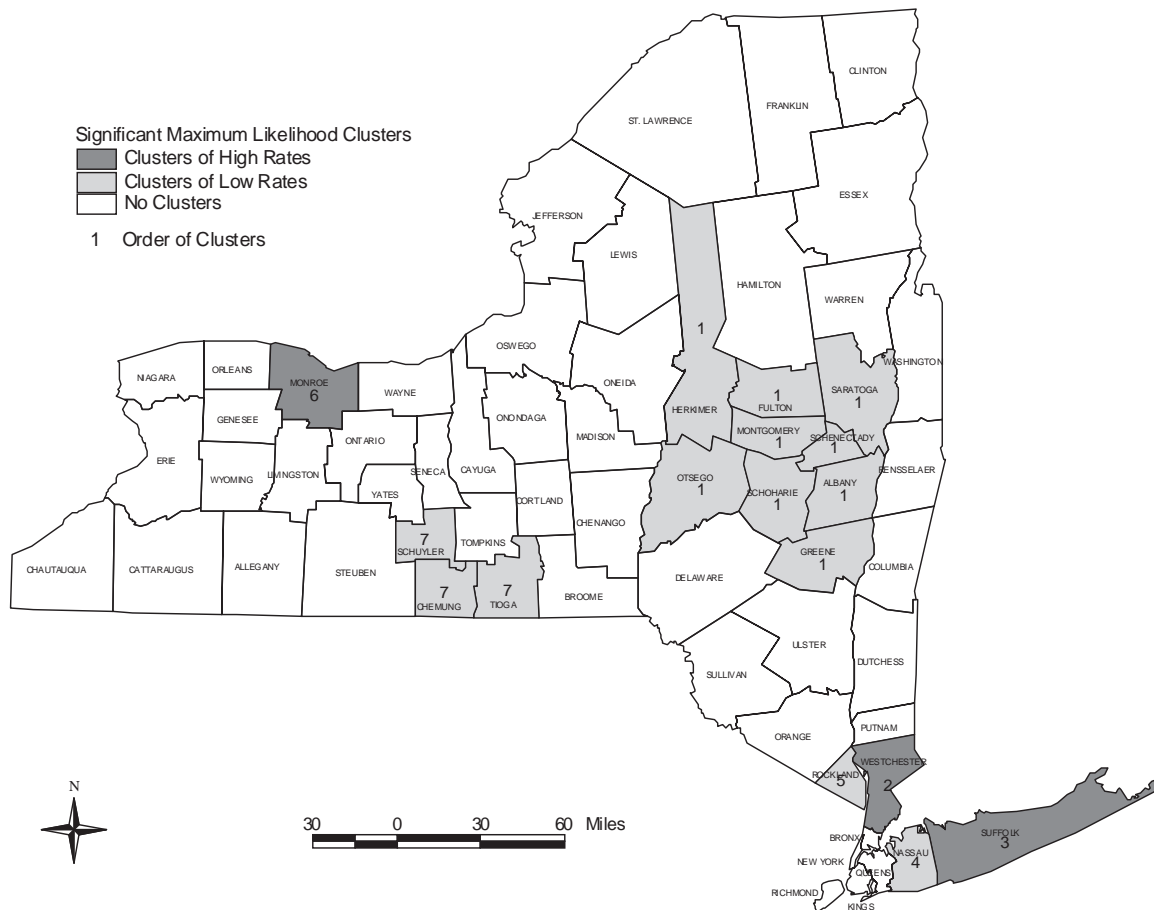 Significant Maximum Likelihood Clusters
Clusters of High Rates
Clusters of Low Rates
No Clusters
1 Order of Clusters
CLINTON
FRANKLIN
ST. LAWRENCE
ESSEX
JEFFERSON
LEWIS
HAMILTON
WARREN
1
OSWEGO
WASHINGTON
ORLEANS
NIAGARA
MONROE
6
ONEIDA
WAYNE
SARATOGA
1
1
FULTON
HERKIMER
GENESEE
ONONDAGA
MADISON
MONTGOMERY
1
SCHENECTADY
1
ONTARIO
ERIE
WYOMING
LIVINGSTON
SENECA
CAYUGA
RENSSELAER
OTSEGO
1
ALBANY
1
SCHOHARIE
1
YATES
CORTLAND
CHENANGO
7
SCHUYLER
TOMPKINS
GREENE
1
CHAUTAUQUA
CATTARAUGUS
ALLEGANY
STEUBEN
COLUMBIA
DELAWARE
7
CHEMUNG
7
TIOGA
BROOME
ULSTER
DUTCHESS
SULLIVAN
PUTNAM
ORANGE
WESTCHESTER
2
ROCKLAND
5
N
30 0 30 60 Miles
SUFFOLK
3
BRONX
NASSAU
4
NEW YORK
QUEENS
RICHMOND
KINGS